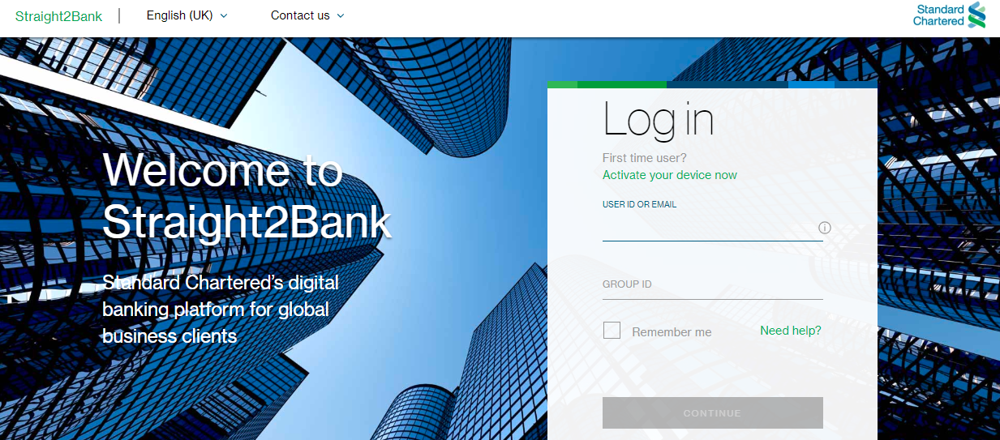 Straight2Bank
English (UK)
Contact us
Standard
Chartered
Welcome to
Straight2Bank
Standard Chartered's digital
banking platform for global
business clients
Log in
First time user?
Activate your device now
USER ID OR EMAIL
GROUP ID
Remember me
Need help?
CONTINUE